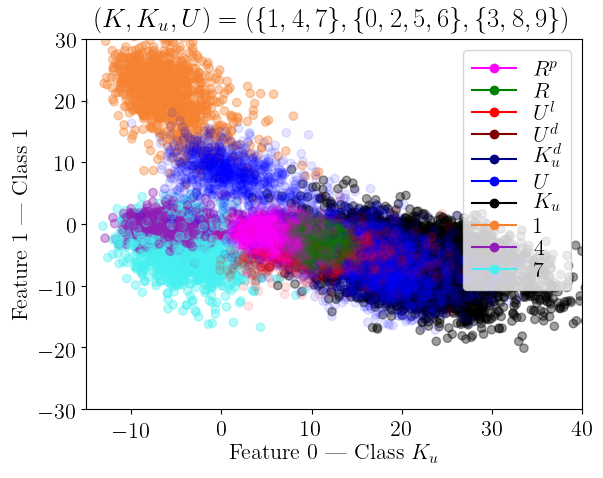 (K, K_u, U) = ({1, 4, 7}, {0, 2, 5, 6}, {3, 8, 9})
30
20
10
0
−10
−20
−30
Feature 1 — Class 1
R^p
R
U^l
U^d
K_u^d
U
K_u
1
4
7
−10
0
10
20
30
40
Feature 0 — Class K_u